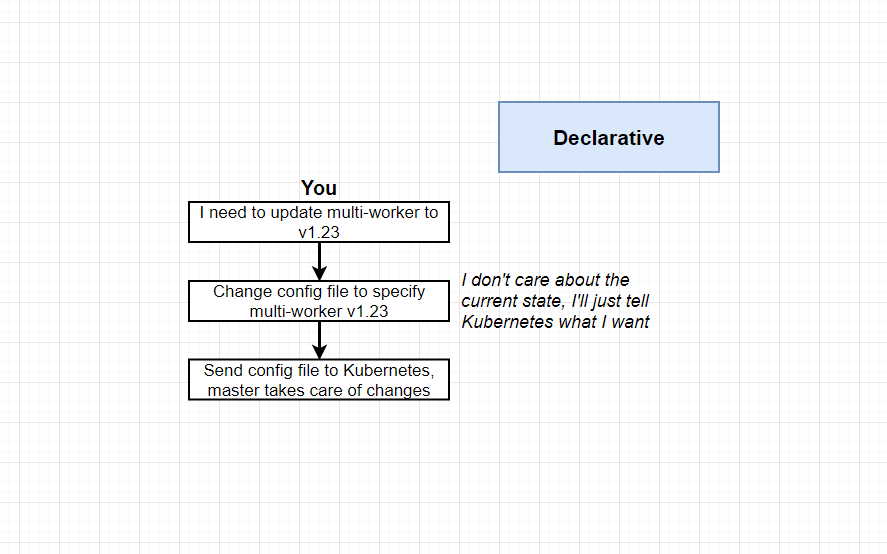 Declarative
You
I need to update multi-worker to
v1.23
Change config file to specify
multi-worker v1.23
I don't care about the
current state, I'll just tell
Kubernetes what I want
Send config file to Kubernetes,
master takes care of changes